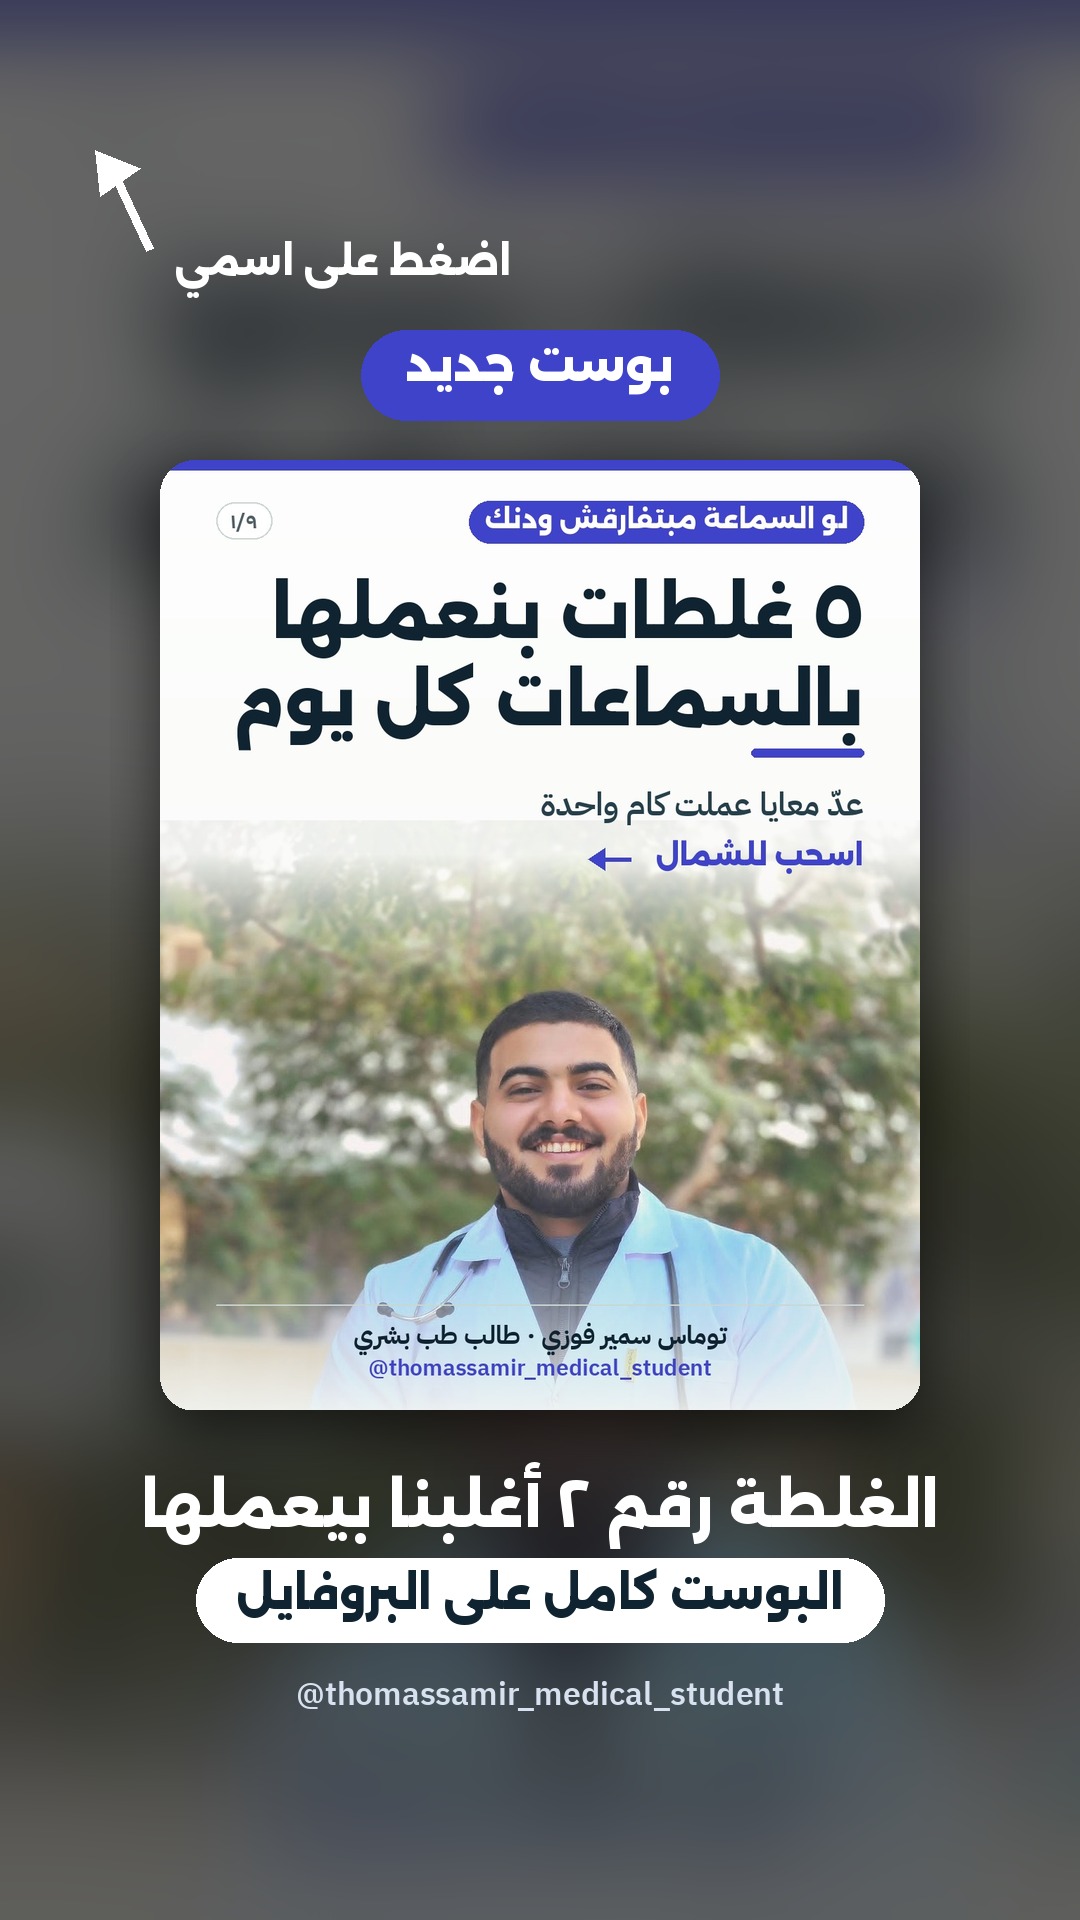 اضغط على اسمي
بوست جديد
لو السماعة مبتفارقش ودنك
١/٩
٥ غلطات بنعملها
بالسماعات كل يوم
عدّ معايا عملت كام واحدة
اسحب للشمال
توماس سمير فوزي · طالب طب بشري
@thomassamir_medical_student
الغلطة رقم ٢ أغلبنا بيعملها
البوست كامل على البروفايل
@thomassamir_medical_student